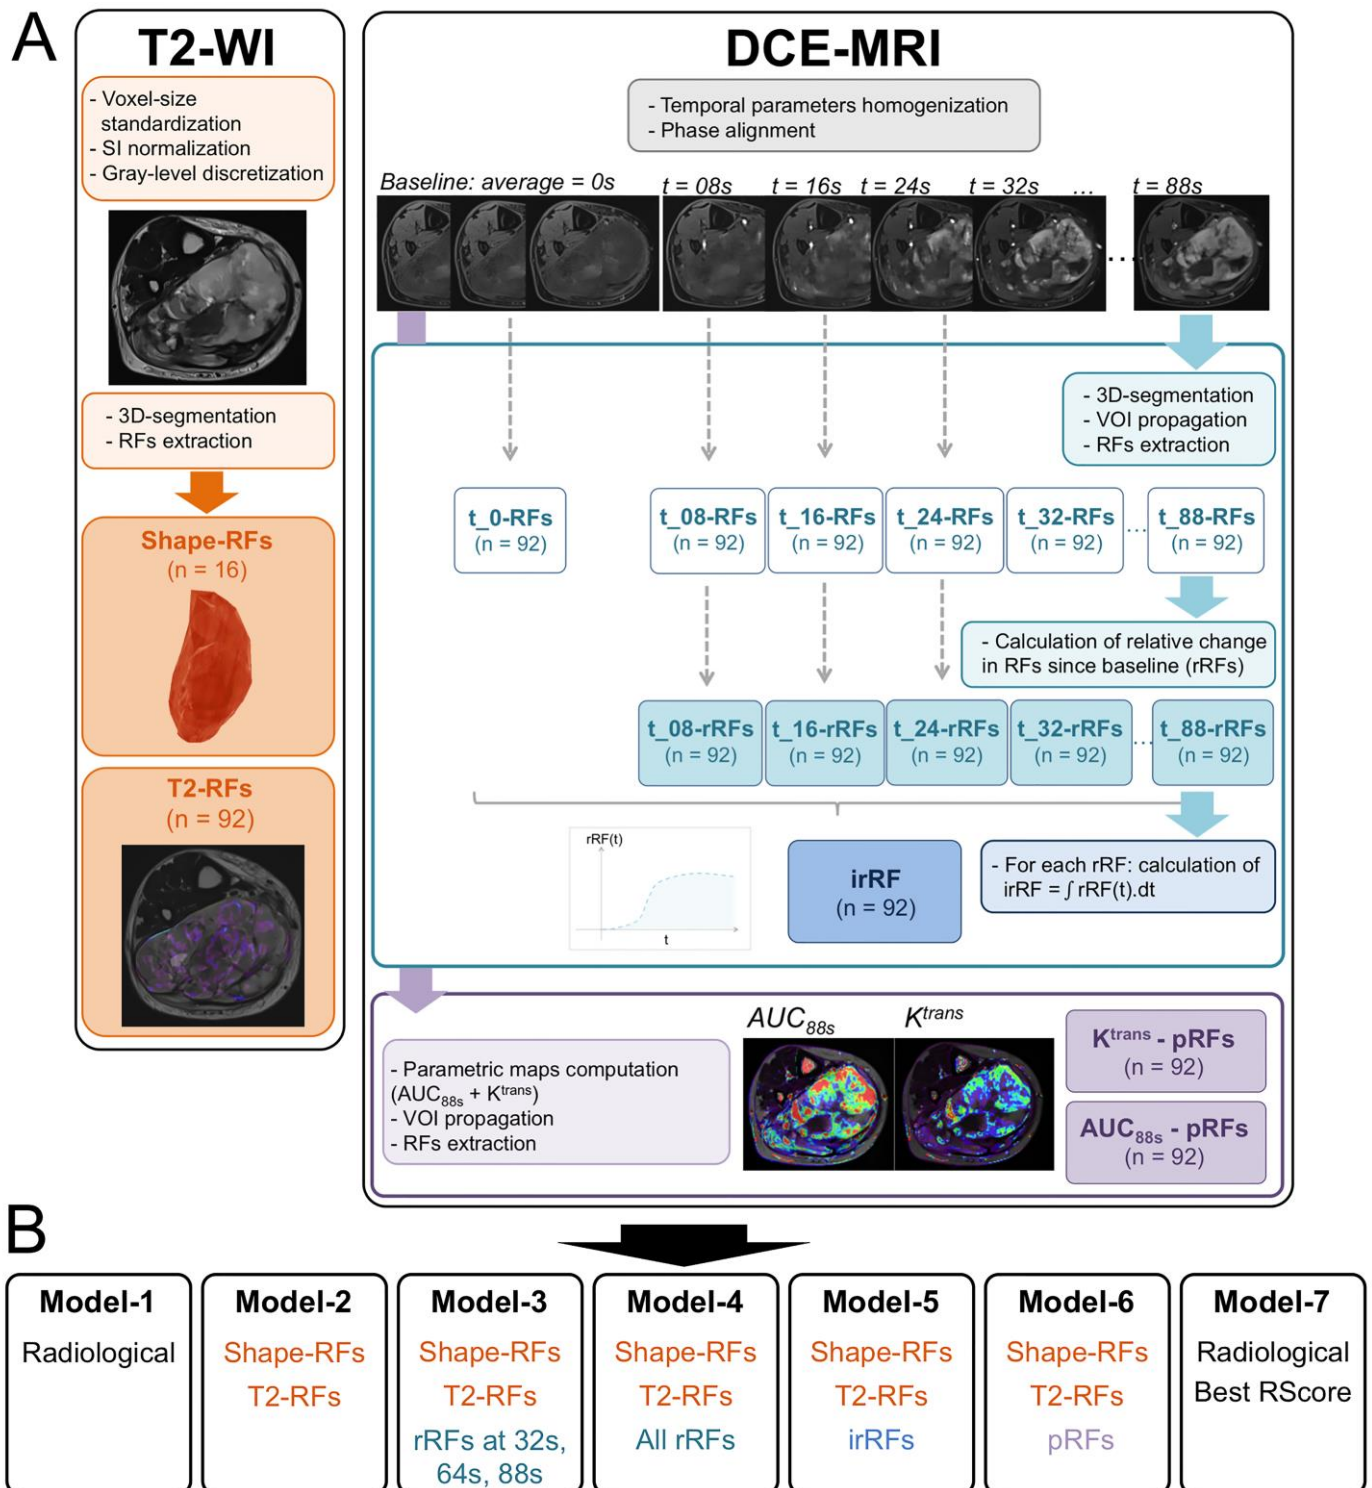 A
T2-WI
- Voxel-size
standardization
- SI normalization
- Gray-level discretization
- 3D-segmentation
- RFs extraction
Shape-RFs
(n = 16)
T2-RFs
(n = 92)
DCE-MRI
- Temporal parameters homogenization
- Phase alignment
Baseline: average = 0s t = 08s t = 16s t = 24s t = 32s ... t = 88s
...
- 3D-segmentation
- VOI propagation
- RFs extraction
t_0-RFs t_08-RFs t_16-RFs t_24-RFs t_32-RFs ... t_88-RFs
(n = 92) (n = 92) (n = 92) (n = 92) (n = 92) (n = 92)
- Calculation of relative change
in RFs since baseline (rRFs)
t_08-rRFs t_16-rRFs t_24-rRFs t_32-rRFs ... t_88-rRFs
(n = 92) (n = 92) (n = 92) (n = 92) (n = 92)
rRF(t)
t
irRF
(n = 92)
- For each rRF: calculation of
irRF = ∫ rRF(t).dt
- Parametric maps computation
(AUC88s + Ktrans)
- VOI propagation
- RFs extraction
AUC88s Ktrans
Ktrans - pRFs
(n = 92)
AUC88s - pRFs
(n = 92)
B
Model-1
Radiological
Model-2
Shape-RFs
T2-RFs
Model-3
Shape-RFs
T2-RFs
rRFs at 32s,
64s, 88s
Model-4
Shape-RFs
T2-RFs
All rRFs
Model-5
Shape-RFs
T2-RFs
irRFs
Model-6
Shape-RFs
T2-RFs
pRFs
Model-7
Radiological
Best RScore